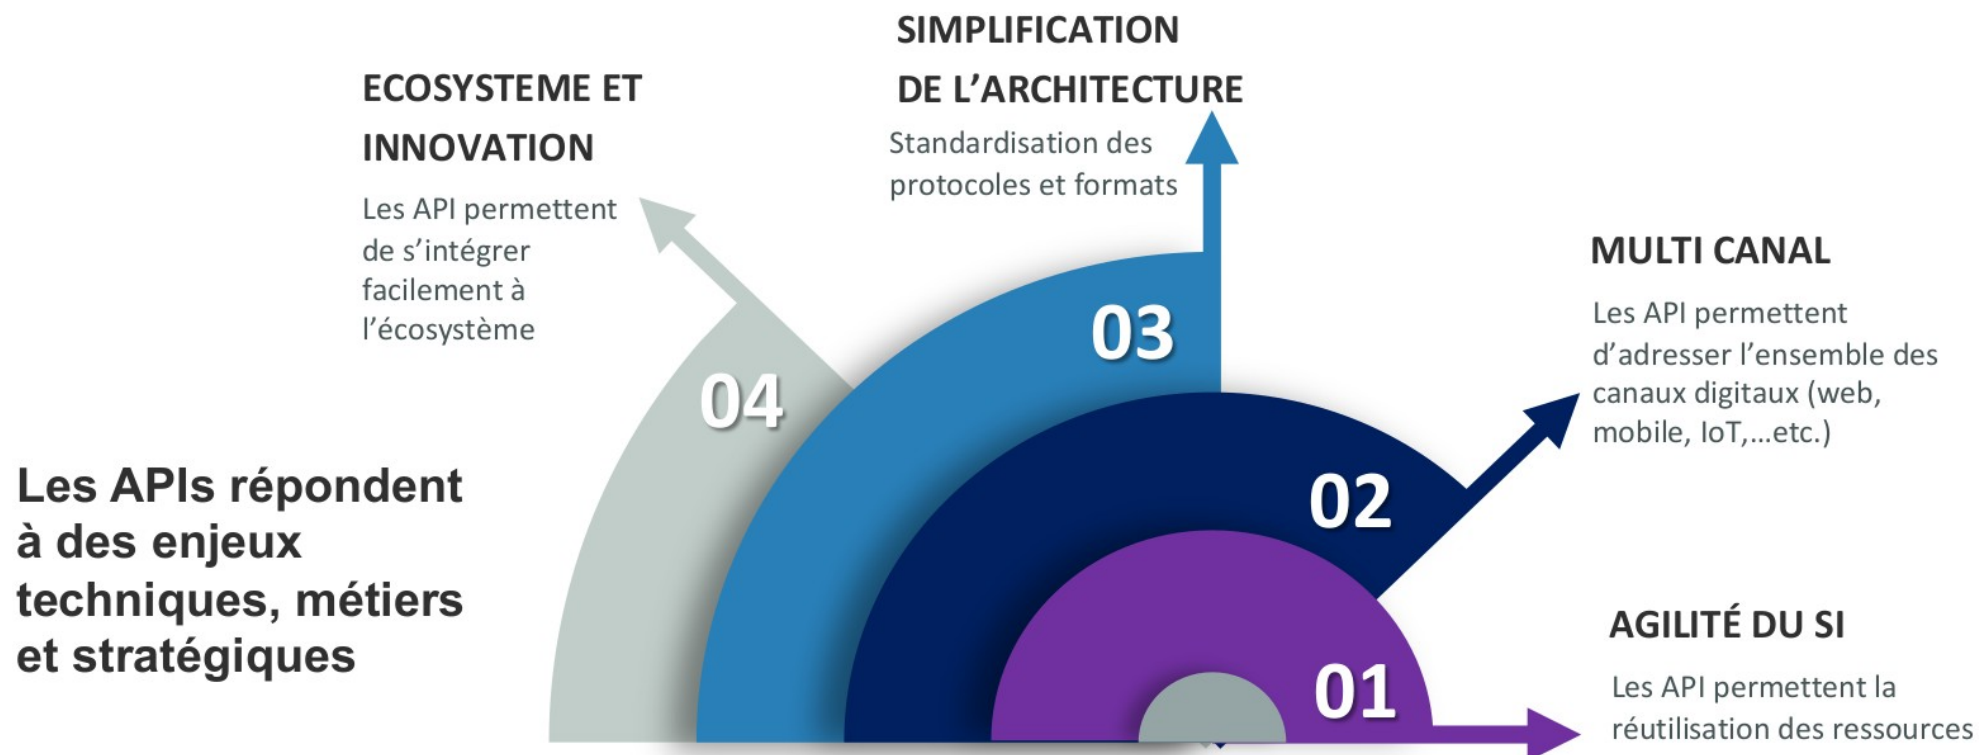 SIMPLIFICATION
DE L’ARCHITECTURE
Standardisation des
protocoles et formats
ECOSYSTEME ET
INNOVATION
Les API permettent
de s’intégrer
facilement à
l’écosystème
MULTI CANAL
Les API permettent
d’adresser l’ensemble des
canaux digitaux (web,
mobile, IoT,...etc.)
03
04
02
Les APIs répondent
à des enjeux
techniques, métiers
et stratégiques
AGILITÉ DU SI
Les API permettent la
réutilisation des ressources
01